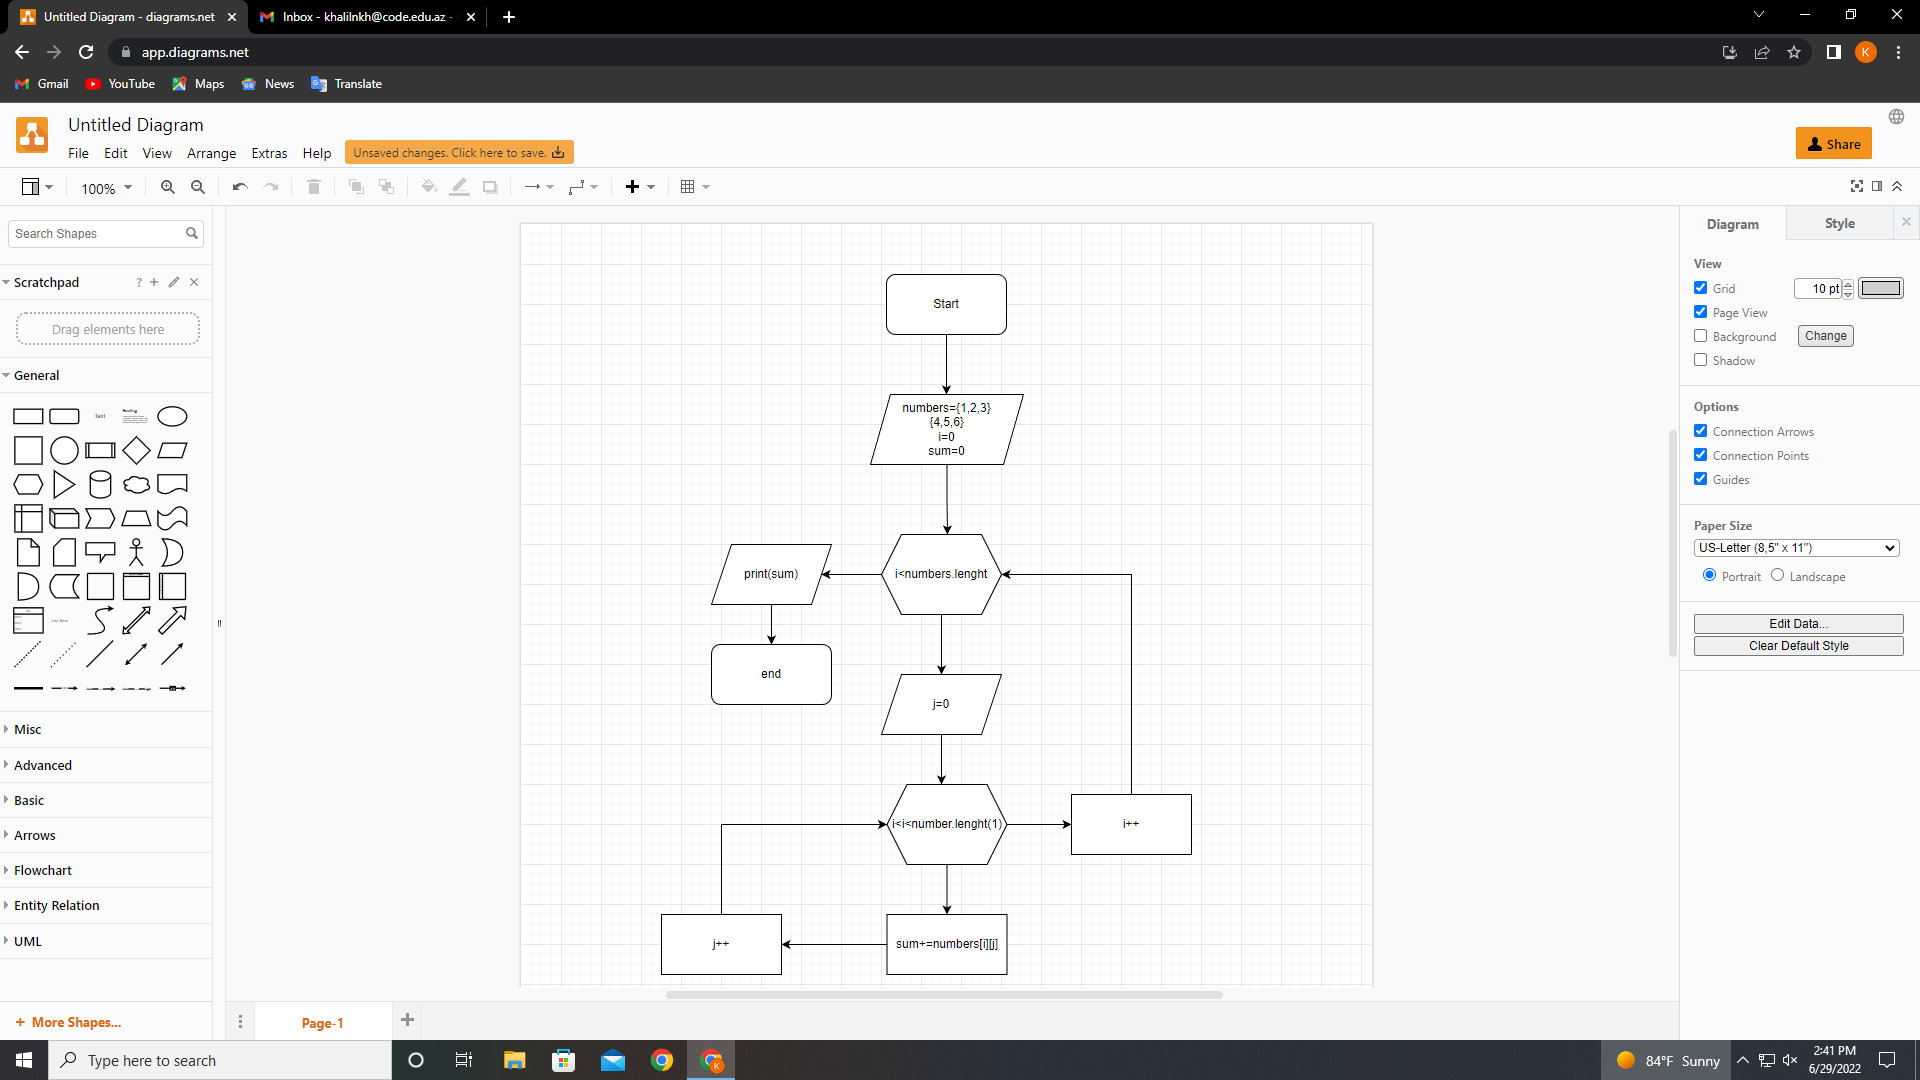 Untitled Diagram - diagrams.net
Inbox - khalilnkh@code.edu.az -
app.diagrams.net
K
Gmail
YouTube
Maps
News
Translate
Untitled Diagram
File
Edit
View
Arrange
Extras
Help
Unsaved changes. Click here to save.
Share
100%
Search Shapes
Scratchpad
?
Drag elements here
General
Text
Heading
Misc
Advanced
Basic
Arrows
Flowchart
Entity Relation
UML
+ More Shapes...
Start
numbers={1,2,3}
{4,5,6}
i=0
sum=0
print(sum)
i<numbers.lenght
end
j=0
i<i<number.lenght(1)
i++
j++
sum+=numbers[i][j]
Page-1
Diagram
Style
View
Grid
10 pt
Page View
Background
Change
Shadow
Options
Connection Arrows
Connection Points
Guides
Paper Size
US-Letter (8,5" x 11")
Portrait
Landscape
Edit Data...
Clear Default Style
Type here to search
K
84°F Sunny
2:41 PM
6/29/2022